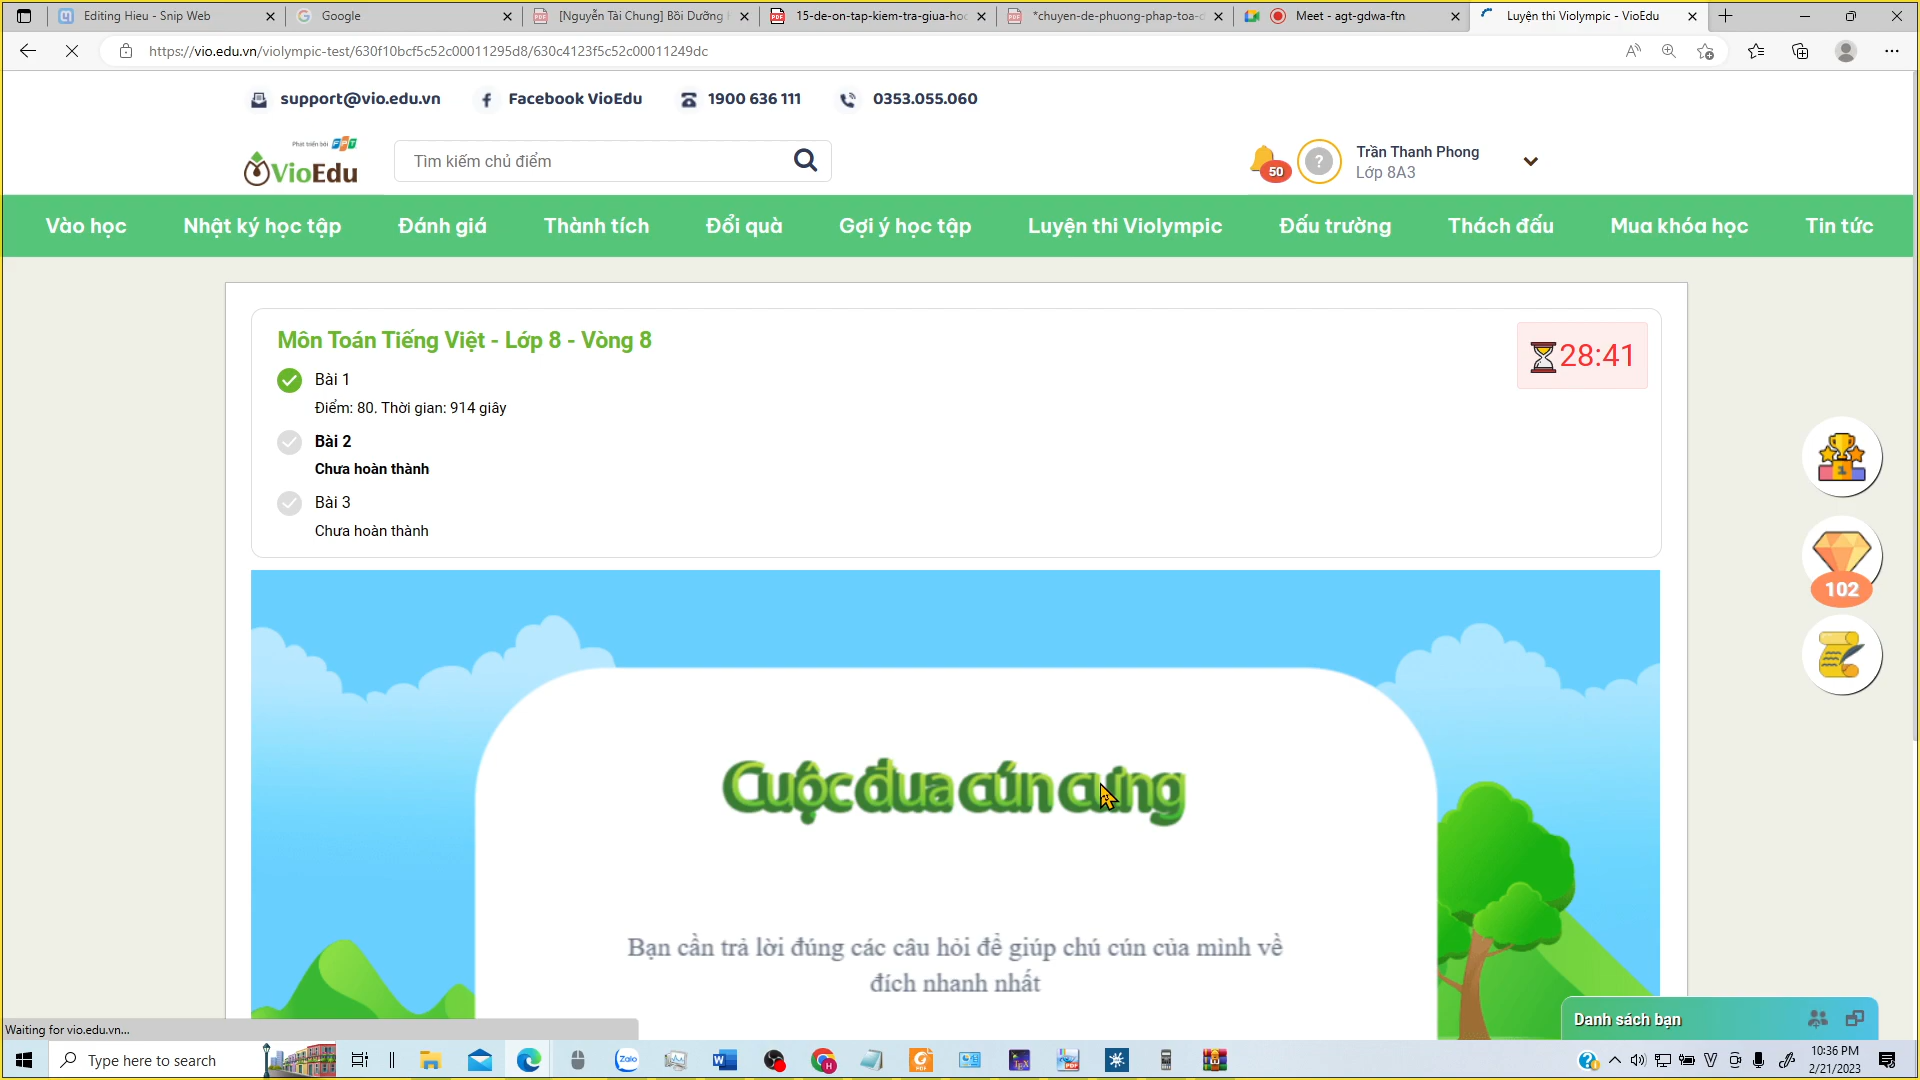 Editing Hieu - Snip Web
Google
[Nguyễn Tài Chung] Bồi Dưỡng
15-de-on-tap-kiem-tra-giua-hoc
*chuyen-de-phuong-phap-toa-d
Meet - agt-gdwa-ftn
Luyện thi Violympic - VioEdu
https://vio.edu.vn/violympic-test/630f10bcf5c52c00011295d8/630c4123f5c52c00011249dc
support@vio.edu.vn
Facebook VioEdu
1900 636 111
0353.055.060
Phát triển bởi FPT
VioEdu
Tìm kiếm chủ điểm
50
?
Trần Thanh Phong
Lớp 8A3
Vào học
Nhật ký học tập
Đánh giá
Thành tích
Đổi quà
Gợi ý học tập
Luyện thi Violympic
Đấu trường
Thách đấu
Mua khóa học
Tin tức
Môn Toán Tiếng Việt - Lớp 8 - Vòng 8
28:41
Bài 1
Điểm: 80. Thời gian: 914 giây
Bài 2
Chưa hoàn thành
Bài 3
Chưa hoàn thành
1
102
Cuộc đua cún cưng
Bạn cần trả lời đúng các câu hỏi để giúp chú cún của mình về
đích nhanh nhất
Danh sách bạn
Waiting for vio.edu.vn...
Type here to search
Zalo
10:36 PM
2/21/2023